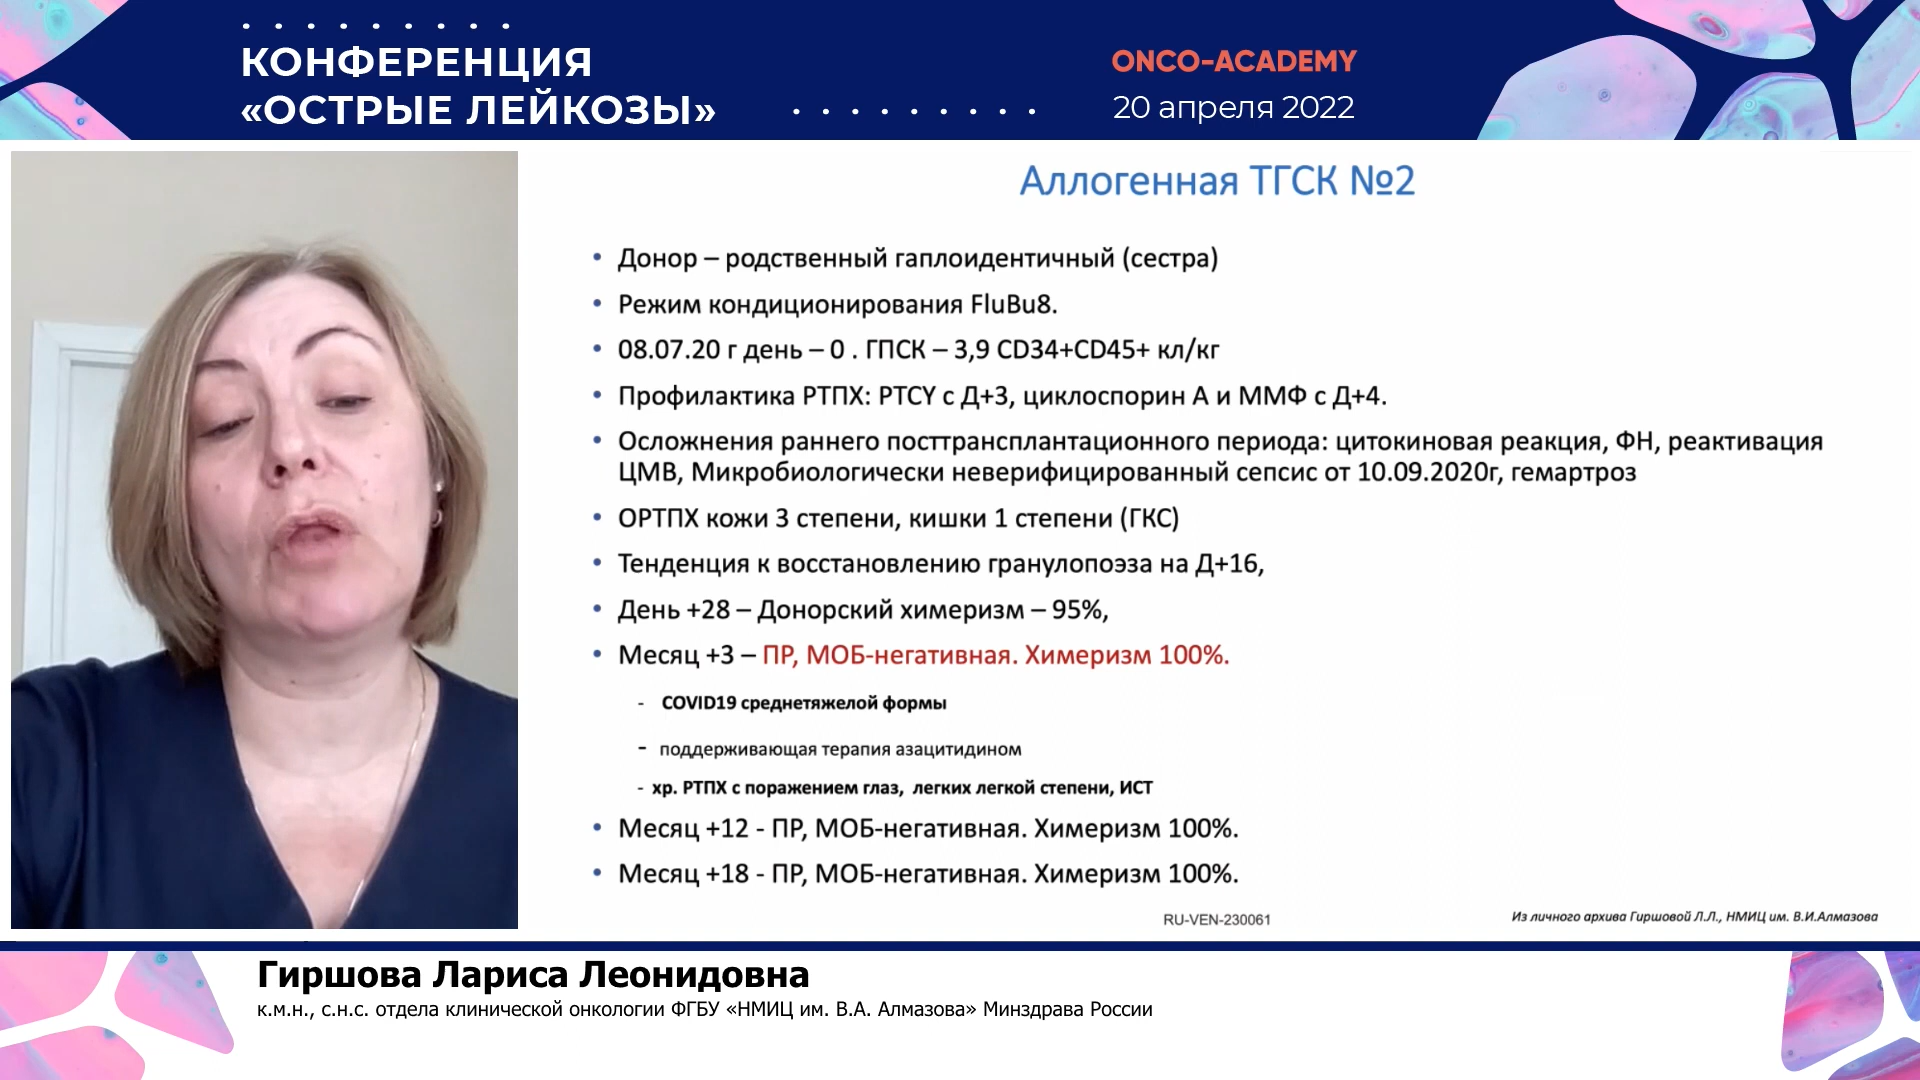 КОНФЕРЕНЦИЯ
«ОСТРЫЕ ЛЕЙКОЗЫ»
ONCO-ACADEMY
20 апреля 2022
Аллогенная ТГСК №2
• Донор – родственный гаплоидентичный (сестра)
• Режим кондиционирования FluBu8.
• 08.07.20 г день – 0 . ГПСК – 3,9 CD34+CD45+ кл/кг
• Профилактика РТПХ: PTCY с Д+3, циклоспорин А и ММФ с Д+4.
• Осложнения раннего посттрансплантационного периода: цитокиновая реакция, ФН, реактивация
ЦМВ, Микробиологически неверифицированный сепсис от 10.09.2020г, гемартроз
• ОРТПХ кожи 3 степени, кишки 1 степени (ГКС)
• Тенденция к восстановлению гранулопоэза на Д+16,
• День +28 – Донорский химеризм – 95%,
• Месяц +3 – ПР, МОБ-негативная. Химеризм 100%.
- COVID19 среднетяжелой формы
- поддерживающая терапия азацитидином
- хр. РТПХ с поражением глаз, легких легкой степени, ИСТ
• Месяц +12 - ПР, МОБ-негативная. Химеризм 100%.
• Месяц +18 - ПР, МОБ-негативная. Химеризм 100%.
RU-VEN-230061
Из личного архива Гиршовой Л.Л., НМИЦ им. В.И.Алмазова
Гиршова Лариса Леонидовна
к.м.н., с.н.с. отдела клинической онкологии ФГБУ «НМИЦ им. В.А. Алмазова» Минздрава России